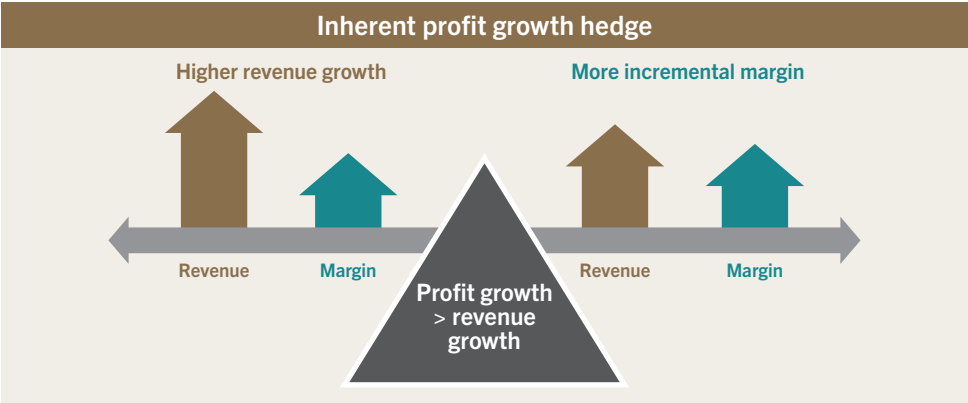 Inherent profit growth hedge
Higher revenue growth
More incremental margin
Revenue
Margin
Revenue
Margin
Profit growth
> revenue
growth